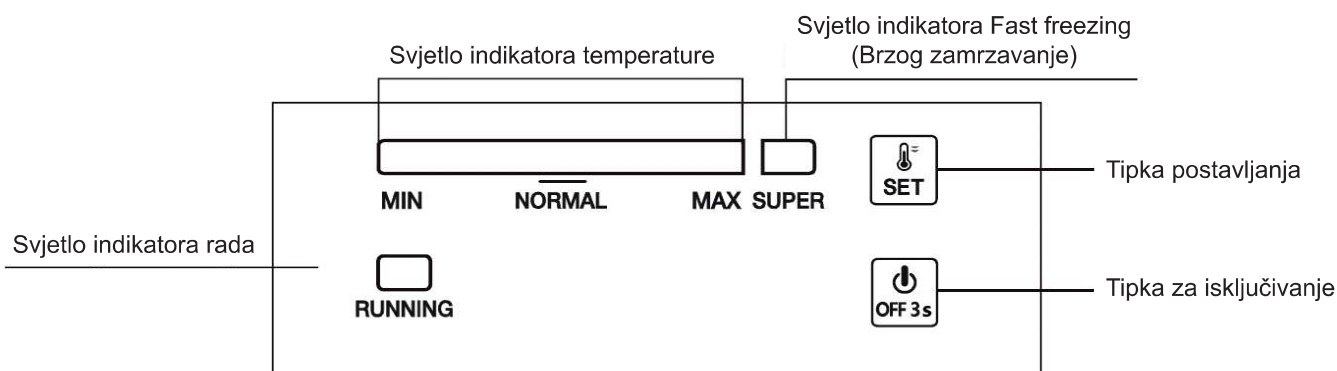 Svjetlo indikatora Fast freezing
(Brzog zamrzavanje)
Svjetlo indikatora temperature
SET
Tipka postavljanja
MIN NORMAL MAX SUPER
Svjetlo indikatora rada
RUNNING
OFF 3s
Tipka za isključivanje